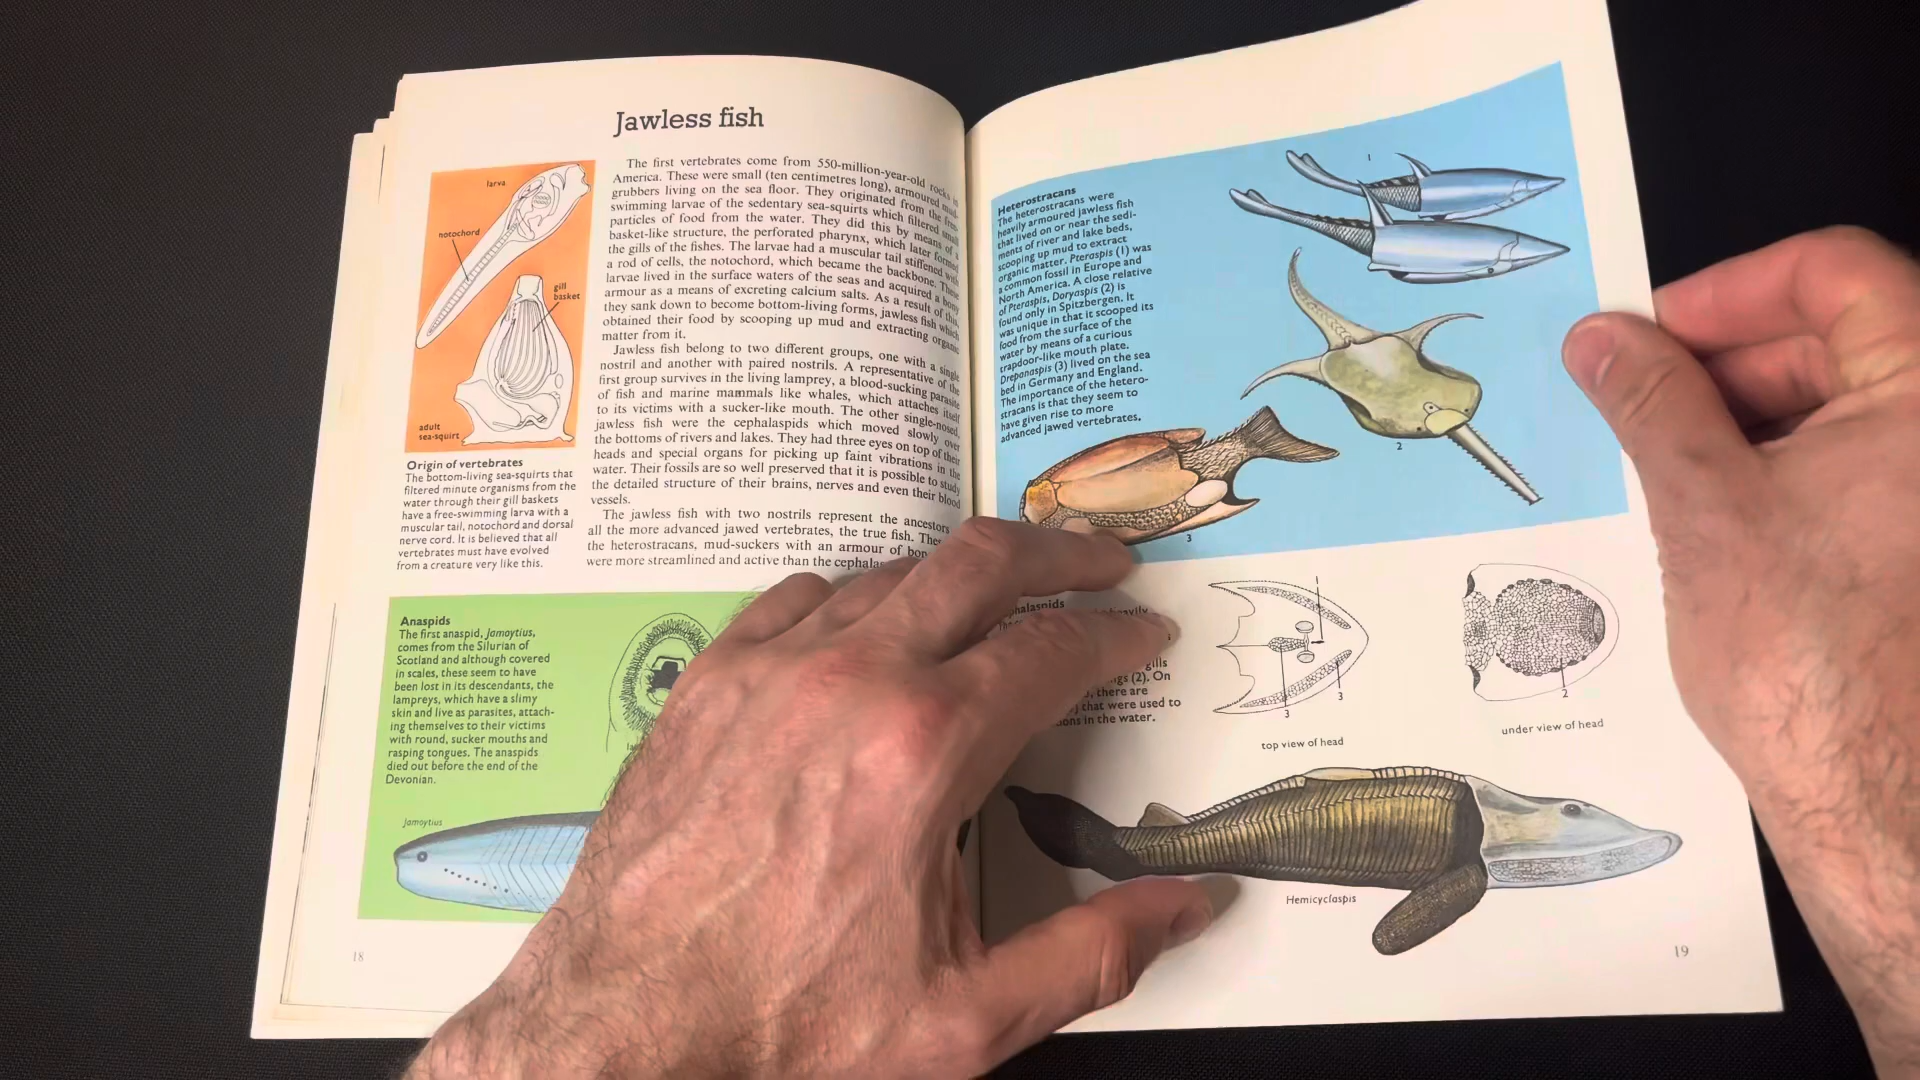 Jawless fish
larva
notochord
gill
basket
adult
sea-squirt
Origin of vertebrates
The bottom-living sea-squirts that
filtered minute organisms from the
water through their gill baskets
have a free-swimming larva with a
muscular tail, notochord and dorsal
nerve cord. It is believed that all
vertebrates must have evolved
from a creature very like this.
The first vertebrates come from 550-million-year-old rocks in
America. These were small (ten centimetres long), armoured mud-
grubbers living on the sea floor. They originated from the free-
swimming larvae of the sedentary sea-squirts which filtered small
particles of food from the water. They did this by means of a
basket-like structure, the perforated pharynx, which later formed
the gills of the fishes. The larvae had a muscular tail stiffened with
a rod of cells, the notochord, which became the backbone. These
larvae lived in the surface waters of the seas and acquired a bony
armour as a means of excreting calcium salts. As a result of this,
they sank down to become bottom-living forms, jawless fish which
obtained their food by scooping up mud and extracting organic
matter from it.
Jawless fish belong to two different groups, one with a single
nostril and another with paired nostrils. A representative of the
first group survives in the living lamprey, a blood-sucking parasite
of fish and marine mammals like whales, which attaches itself
to its victims with a sucker-like mouth. The other single-nosed,
jawless fish were the cephalaspids which moved slowly over
the bottoms of rivers and lakes. They had three eyes on top of their
heads and special organs for picking up faint vibrations in the
water. Their fossils are so well preserved that it is possible to study
the detailed structure of their brains, nerves and even their blood
vessels.
The jawless fish with two nostrils represent the ancestors
all the more advanced jawed vertebrates, the true fish.
the heterostracans, mud-suckers with an armour of
were more streamlined and active than the
Anaspids
The first anaspid, Jamoytius,
comes from the Silurian of
Scotland and although covered
in scales, these seem to have
been lost in its descendants, the
lampreys, which have a slimy
skin and live as parasites, attach-
ing themselves to their victims
with round, sucker mouths and
rasping tongues. The anaspids
died out before the end of the
Devonian.
Jamoytius
18
Heterostracans
The heterostracans were
heavily armoured jawless fish
that lived on or near the sedi-
ments of river and lake beds,
scooping up mud to extract
organic matter. Pteraspis (1) was
a common fossil in Europe and
North America. A close relative
of Pteraspis, Doryaspis (2) is
found only in Spitzbergen. It
was unique in that it scooped its
food from the surface of the
water by means of a curious
trapdoor-like mouth plate.
Drepanaspis (3) lived on the sea
bed in Germany and England.
The importance of the hetero-
stracans is that they seem to
have given rise to more
advanced jawed vertebrates.
1
2
3
gills
(2). On
there are
that were used to
in the water.
1
3
3
top view of head
2
under view of head
Hemicyclaspis
19